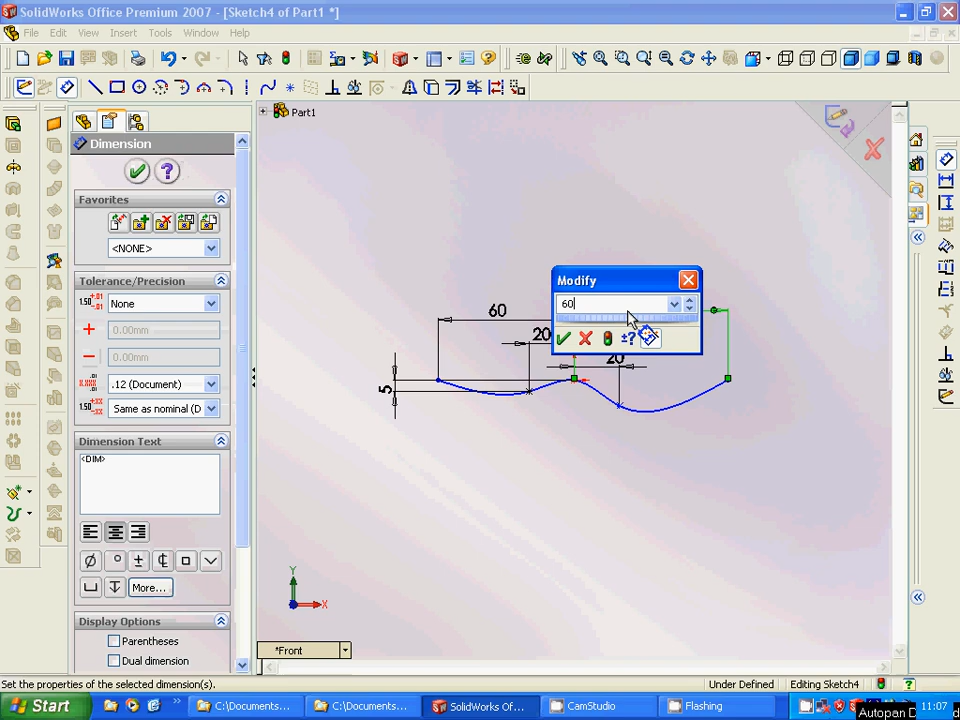 SolidWorks Office Premium 2007 - [Sketch4 of Part1 *]
File Edit View Insert Tools Window Help
Part1
Dimension
Favorites
<NONE>
Tolerance/Precision
None
0.00mm
0.00mm
.12 (Document)
Same as nominal (D
Dimension Text
<DIM>
More...
Display Options
Parentheses
Dual dimension
Modify
60
60
20
20
5
Y
X
*Front
Set the properties of the selected dimension(s).
Under Defined
Editing Sketch4
Start
C:\Documents...
C:\Documents...
SolidWorks Of...
CamStudio
Flashing
11:07
Autopan D